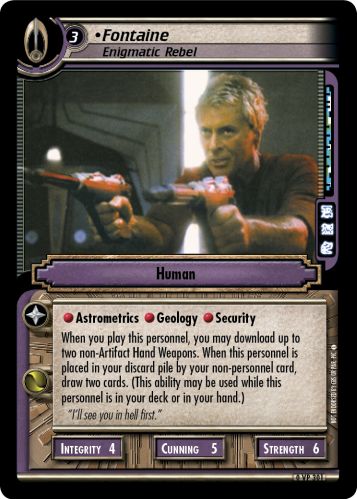 3
•Fontaine
Enigmatic Rebel
Human
• Astrometrics • Geology • Security
When you play this personnel, you may download up to
two non-Artifact Hand Weapons. When this personnel is
placed in your discard pile by your non-personnel card,
draw two cards. (This ability may be used while this
personnel is in your deck or in your hand.)
"I'll see you in hell first."
INTEGRITY 4
CUNNING 5
STRENGTH 6